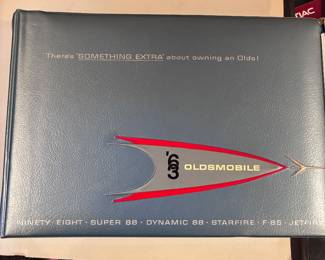 There's "SOMETHING EXTRA" about owning an Olds!
'63
OLDSMOBILE
NINETY-EIGHT · SUPER 88 · DYNAMIC 88 · STARFIRE · F-85 · JETFIRE